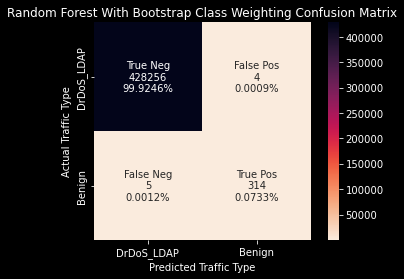 Random Forest With Bootstrap Class Weighting Confusion Matrix
Actual Traffic Type
DrDoS_LDAP
Benign
True Neg
428256
99.9246%
False Pos
4
0.0009%
False Neg
5
0.0012%
True Pos
314
0.0733%
DrDoS_LDAP
Benign
Predicted Traffic Type
400000
350000
300000
250000
200000
150000
100000
50000